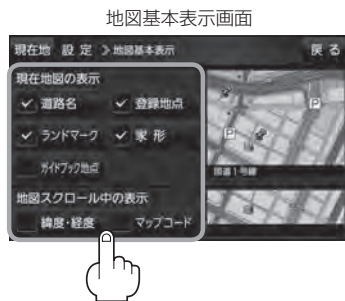 地図基本表示画面
現在地 設 定 ＞地図基本表示 戻 る
現在地図の表示
道路名 登録地点
ランドマーク 家 形
ガイドブック地点
国道1号線
地図スクロール中の表示
緯度・経度 マップコード